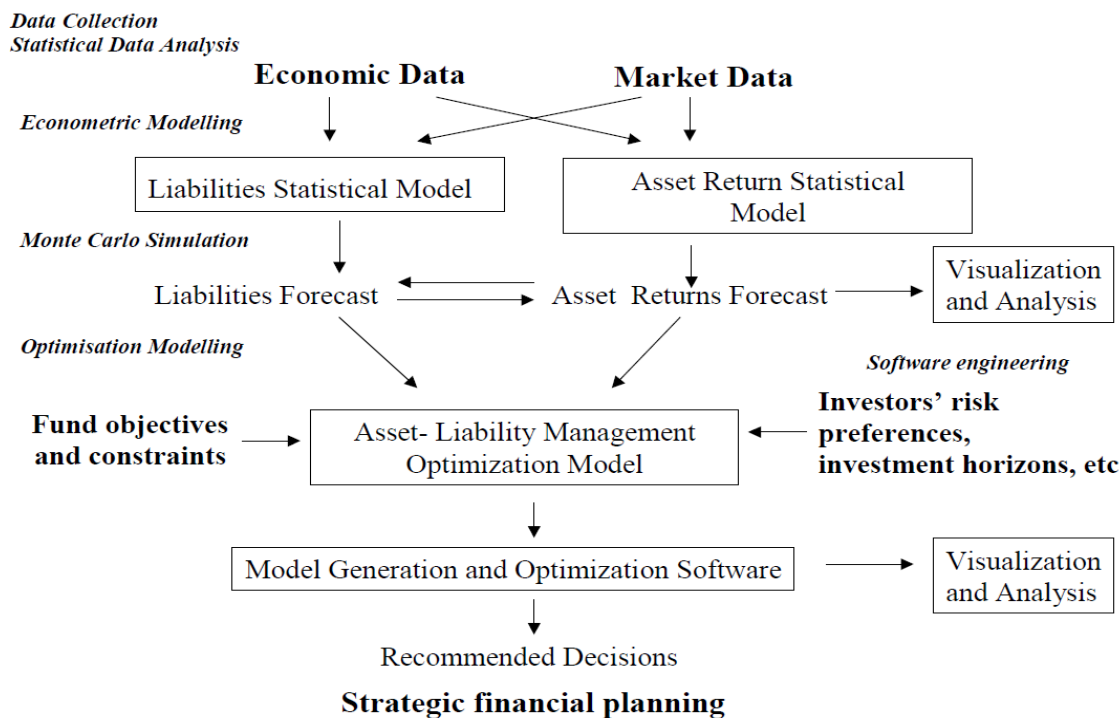 Data Collection
Statistical Data Analysis
Economic Data
Market Data
Econometric Modelling
Liabilities Statistical Model
Asset Return Statistical
Model
Monte Carlo Simulation
Liabilities Forecast
Asset Returns Forecast
Visualization
and Analysis
Optimisation Modelling
Software engineering
Fund objectives
and constraints
Asset- Liability Management
Optimization Model
Investors’ risk
preferences,
investment horizons, etc
Model Generation and Optimization Software
Visualization
and Analysis
Recommended Decisions
Strategic financial planning